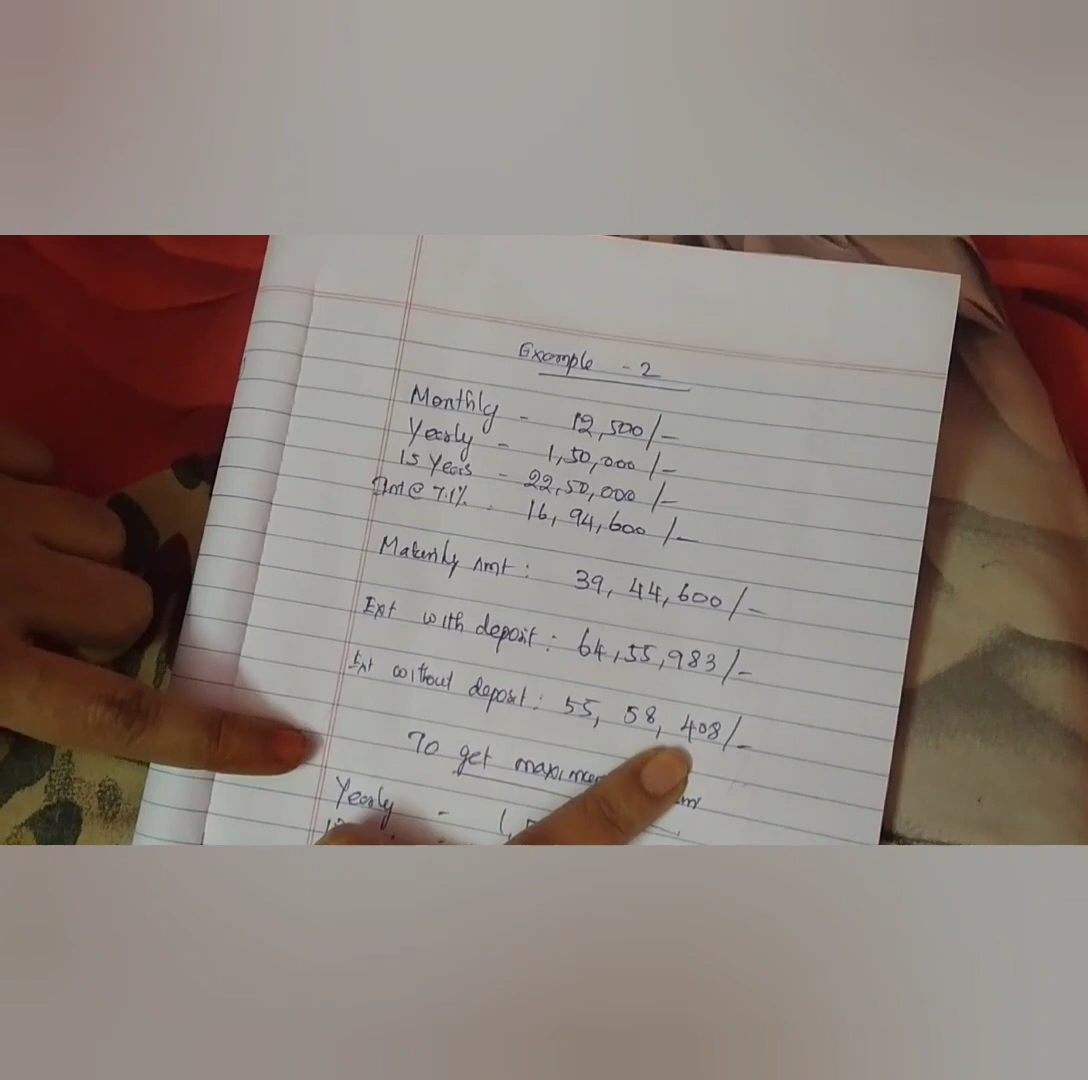 Example - 2
Monthly - 12,500/-
Yearly - 1,50,000/-
15 Years - 22,50,000/-
Int @ 7.1% - 16,94,600/-
Maturity Amt : 39,44,600/-
Ext with deposit : 64,55,983/-
Ext without deposit : 55,58,408/-
To get
Yearly -